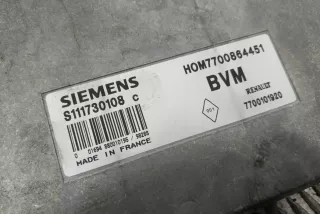 SIEMENS
S111730108 C
MADE IN FRANCE
HOM7700864451
BVM
RENAULT
7700101920